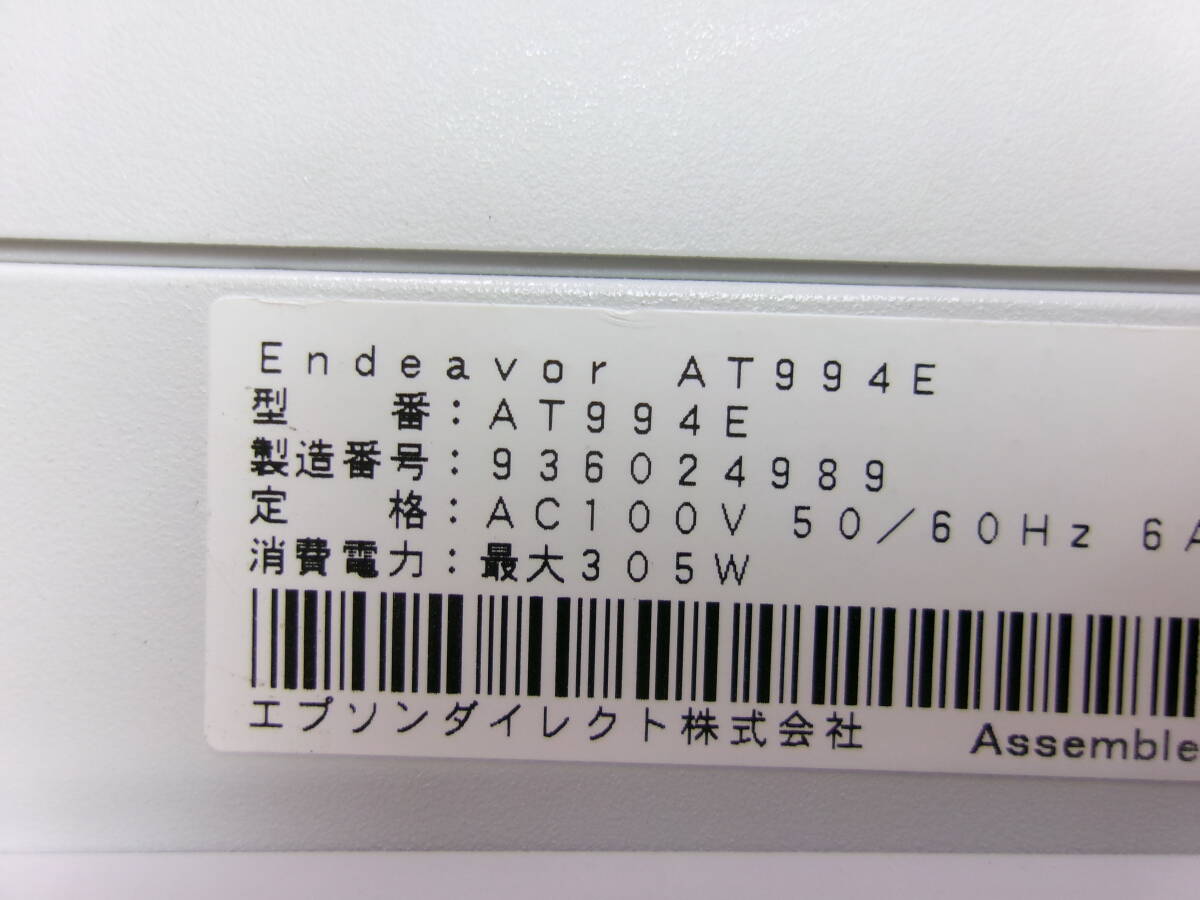 Endeavor AT994E
型　番：AT994E
製造番号：936024989
定　格：AC100V 50／60Hz 6A
消費電力：最大305W
エプソンダイレクト株式会社　Assemble